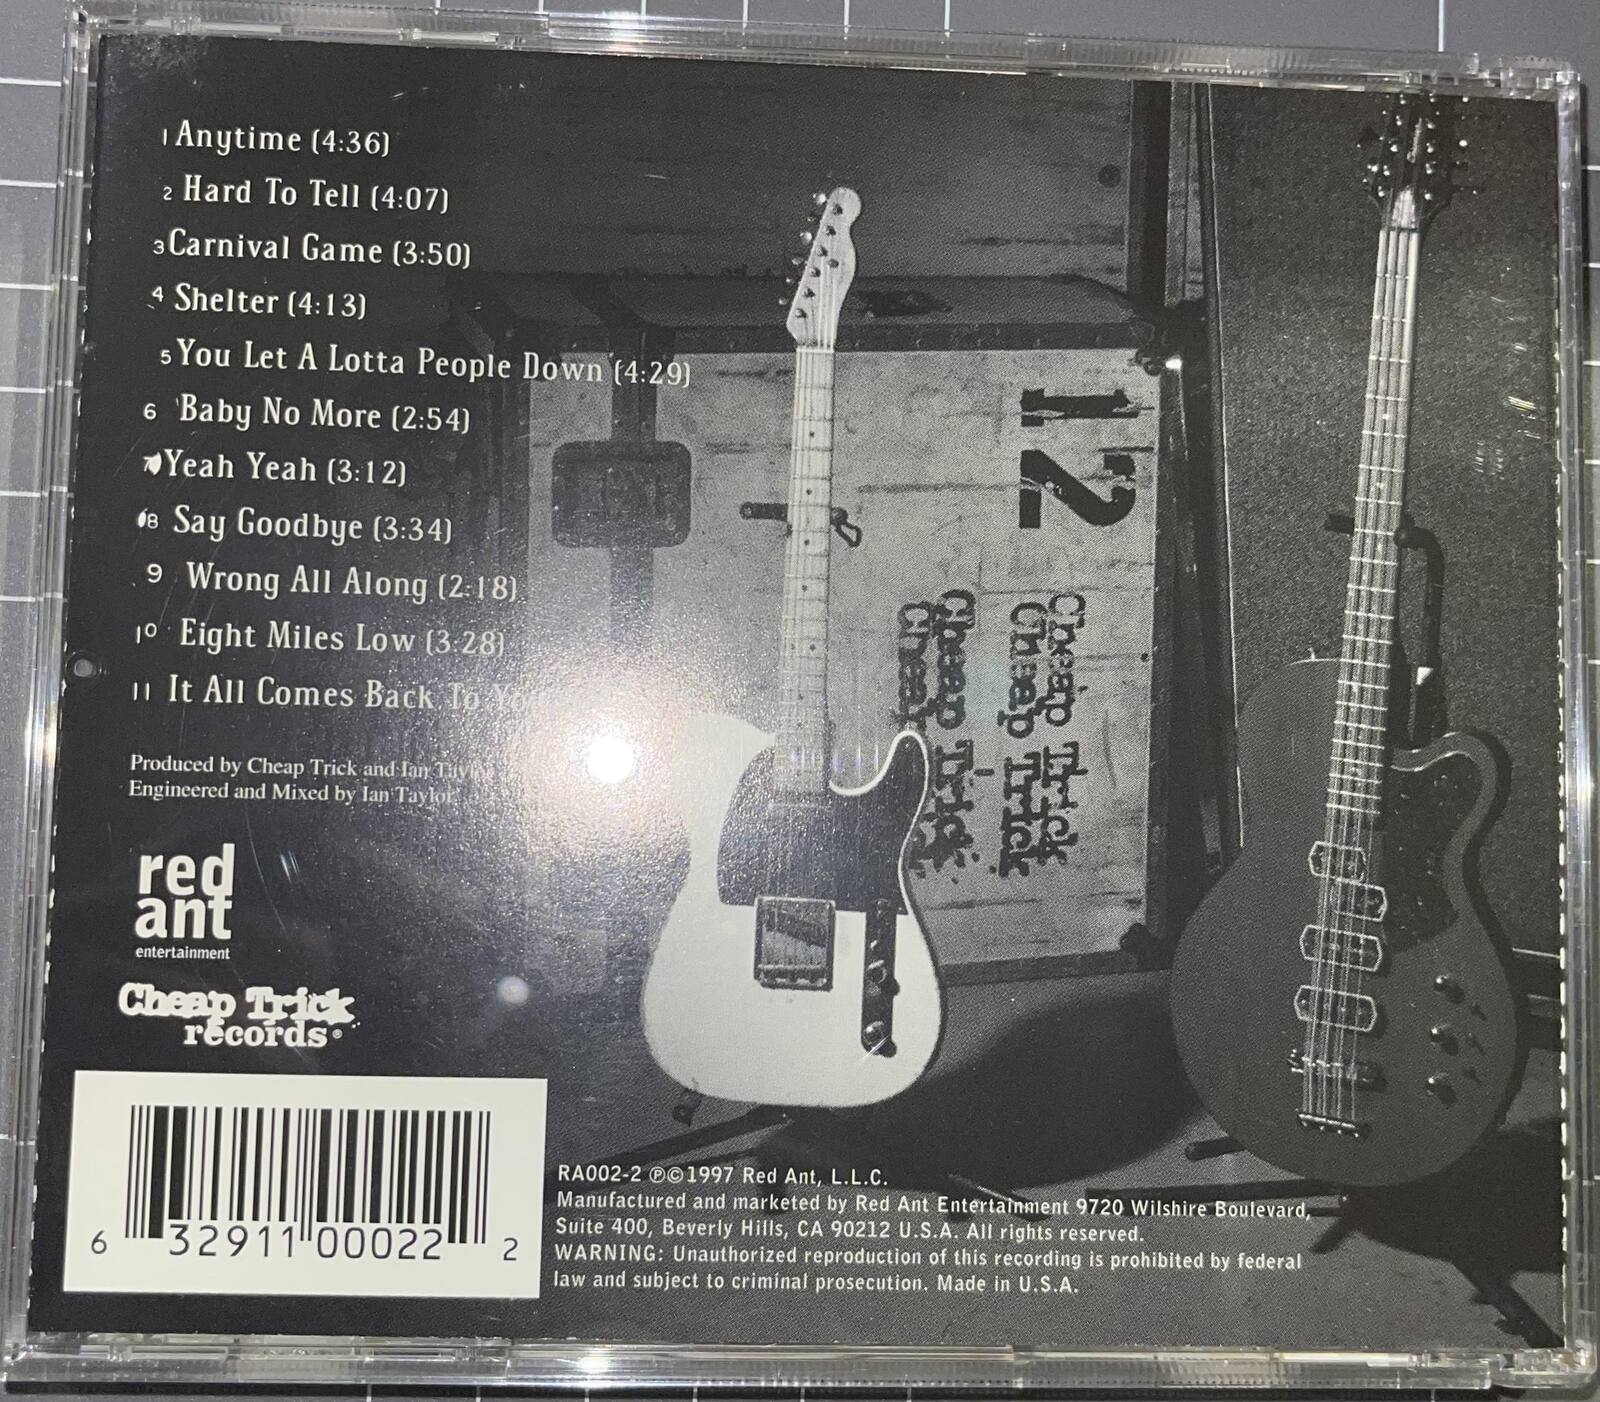 1 Anytime (4:36)
2 Hard To Tell (4:07)
3 Carnival Game (3:50)
4 Shelter (4:13)
5 You Let A Lotta People Down (4:29)
6 Baby No More (2:54)
7 Yeah Yeah (3:12)
8 Say Goodbye (3:34)
9 Wrong All Along (2:18)
10 Eight Miles Low (3:28)
11 It All Comes Back To
Produced by Cheap Trick and Ian Taylor
Engineered and Mixed by Ian Taylor
red
ant
entertainment
Cheap Trick
records®
12
Cheap Trick
Cheap Trick
Cheap Trick
Cheap
6 32911 00022 2
RA002-2 ℗©1997 Red Ant, L.L.C.
Manufactured and marketed by Red Ant Entertainment 9720 Wilshire Boulevard,
Suite 400, Beverly Hills, CA 90212 U.S.A. All rights reserved.
WARNING: Unauthorized reproduction of this recording is prohibited by federal
law and subject to criminal prosecution. Made in U.S.A.